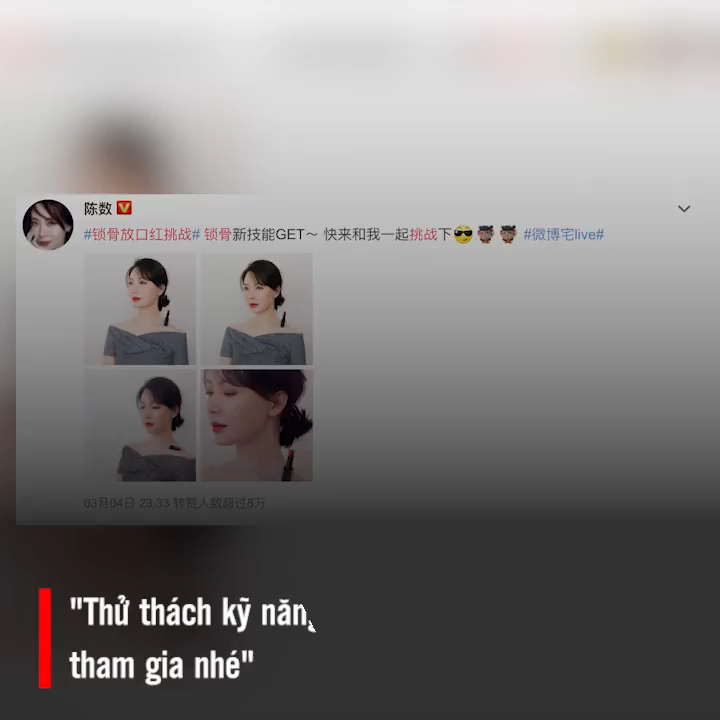 陈数
#锁骨放口红挑战# 锁骨新技能GET～ 快来和我一起挑战下 #微博宅live#
03月04日 23:33 转赞人数超过8万
"Thử thách kỹ năn
tham gia nhé"